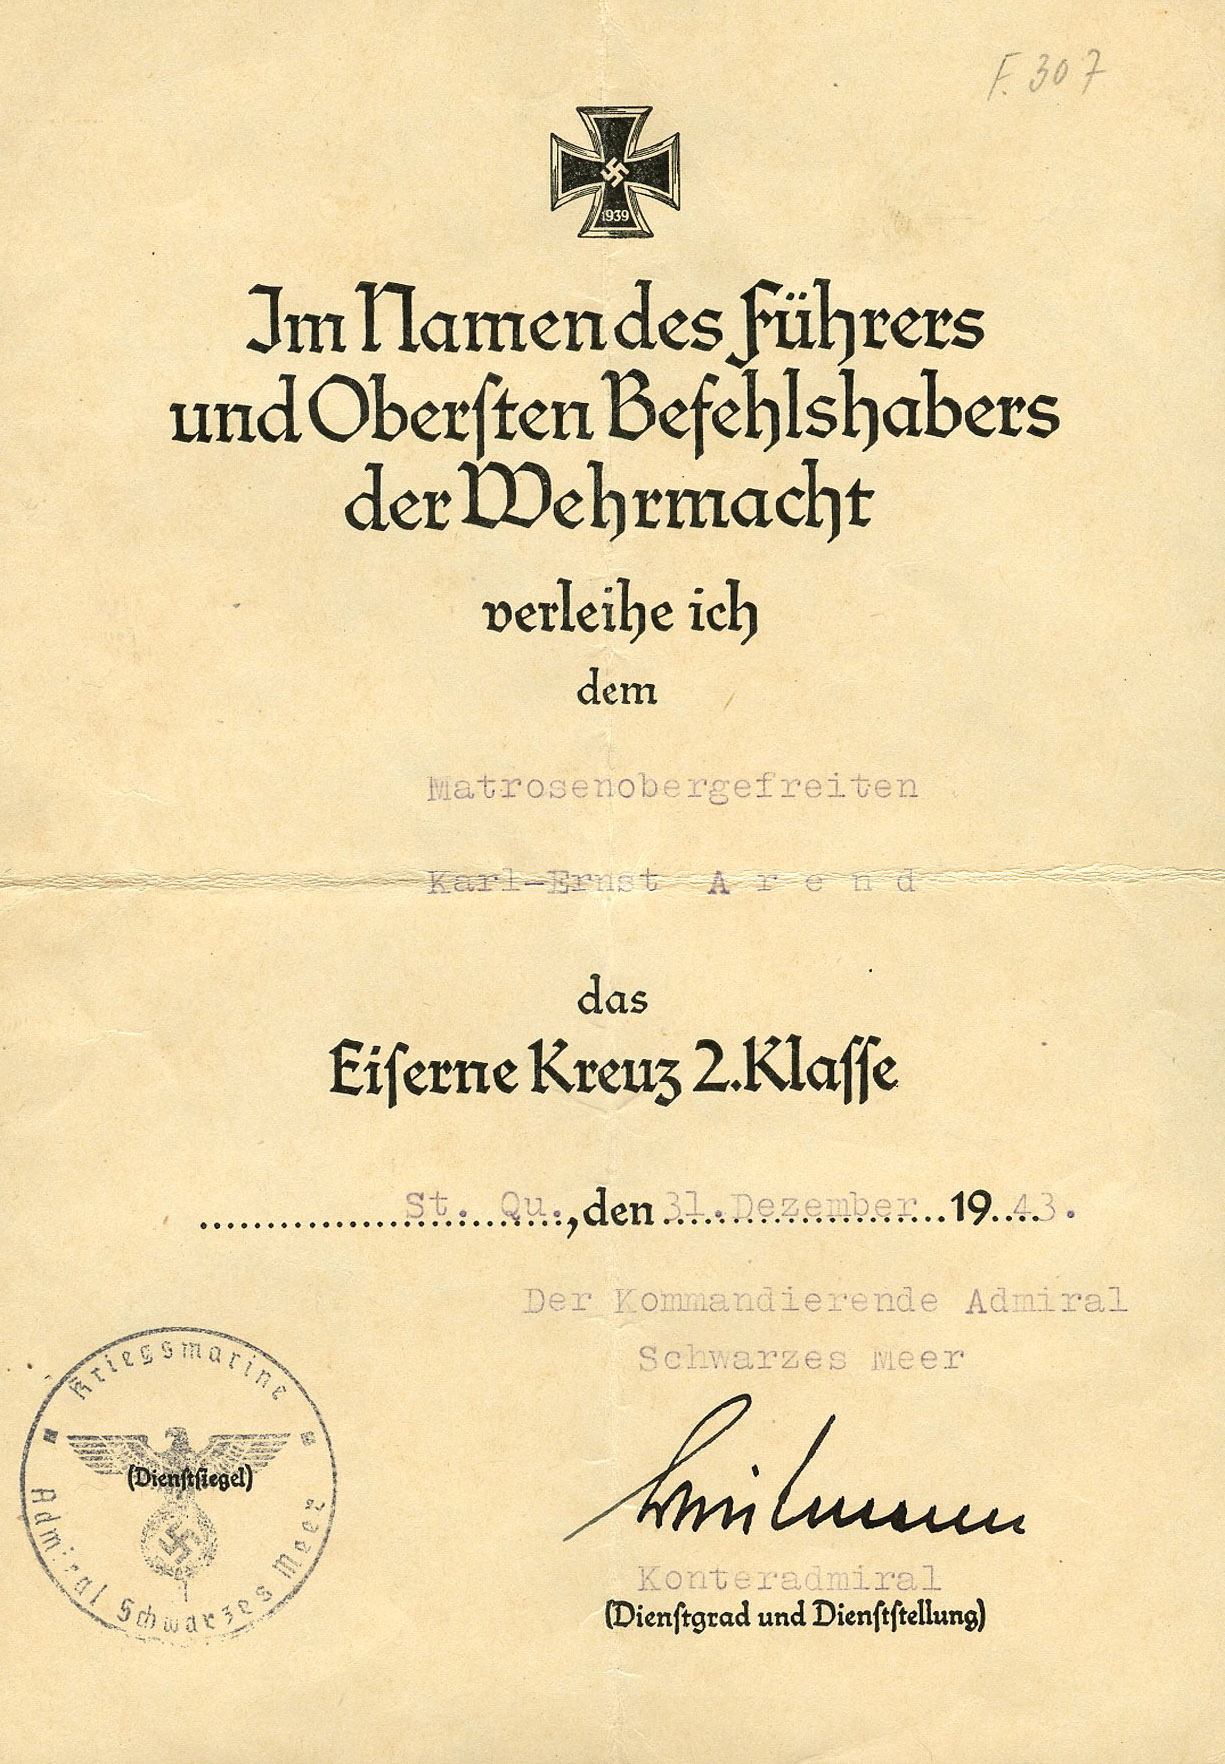 F. 307
1939
Im Namen des Führers
und Oberſten Befehlshabers
der Wehrmacht
verleihe ich
dem
Matrosenobergefreiten
Karl-Ernst A r e n d
das
Eiſerne Kreuz 2. Klaſſe
St. Qu., den 31. Dezember 1943.
Der Kommandierende Admiral
Schwarzes Meer
Kriegsmarine
(Dienſtſiegel)
Admiral Schwarzes Meer
Konteradmiral
(Dienſtgrad und Dienſtſtellung)